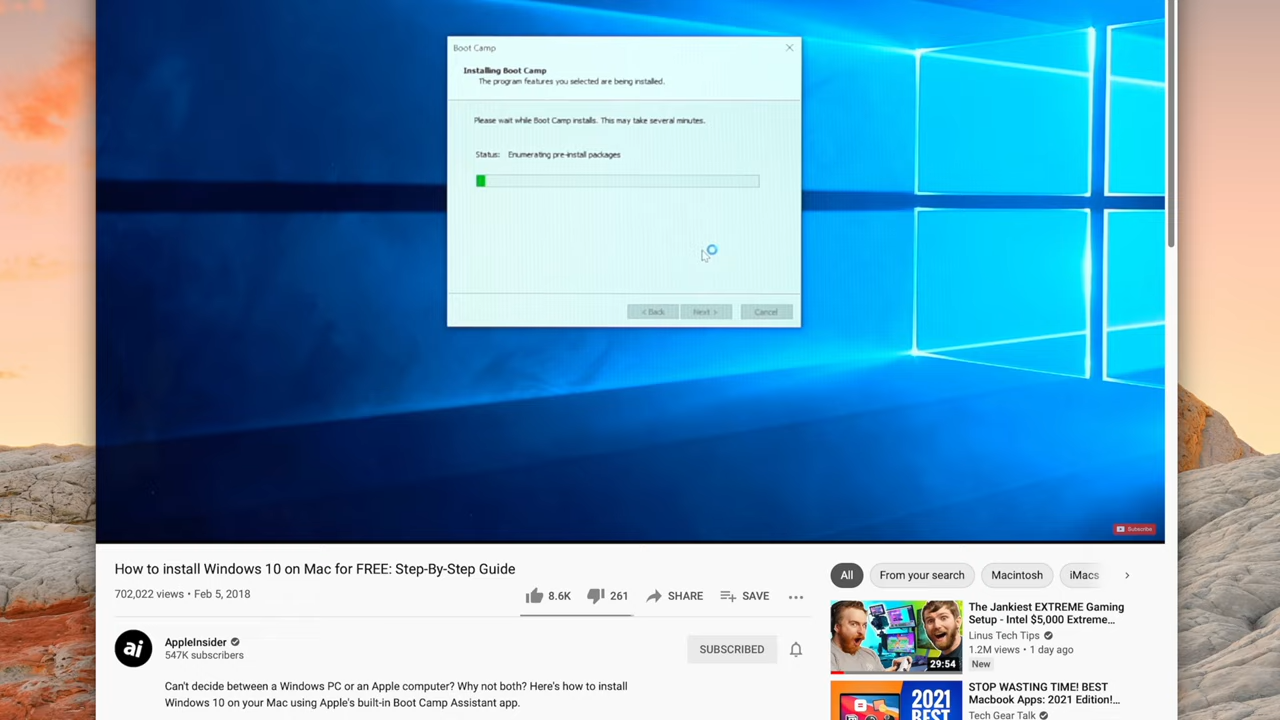 Boot Camp
Installing Boot Camp
The program features you selected are being installed.
Please wait while Boot Camp installs. This may take several minutes.
Status: Enumerating pre-install packages
< Back Next > Cancel
Subscribe
How to install Windows 10 on Mac for FREE: Step-By-Step Guide
702,022 views • Feb 5, 2018
8.6K 261 SHARE SAVE
ai
AppleInsider
547K subscribers
SUBSCRIBED
Can't decide between a Windows PC or an Apple computer? Why not both? Here's how to install
Windows 10 on your Mac using Apple's built-in Boot Camp Assistant app.
All From your search Macintosh iMacs
The Jankiest EXTREME Gaming
Setup - Intel $5,000 Extreme...
Linus Tech Tips
1.2M views • 1 day ago
New
29:54
STOP WASTING TIME! BEST
Macbook Apps: 2021 Edition!...
Tech Gear Talk
2021
BEST